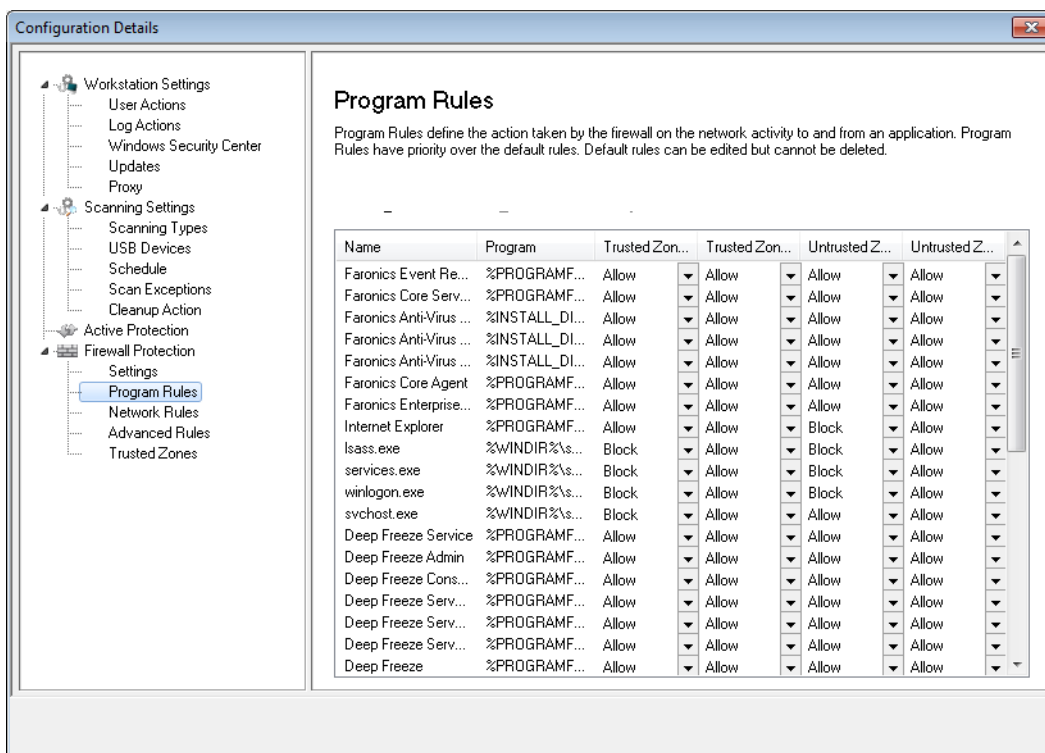 Configuration Details
Workstation Settings
User Actions
Log Actions
Windows Security Center
Updates
Proxy
Scanning Settings
Scanning Types
USB Devices
Schedule
Scan Exceptions
Cleanup Action
Active Protection
Firewall Protection
Settings
Program Rules
Network Rules
Advanced Rules
Trusted Zones
Program Rules
Program Rules define the action taken by the firewall on the network activity to and from an application. Program
Rules have priority over the default rules. Default rules can be edited but cannot be deleted.
Name Program Trusted Zon... Trusted Zon... Untrusted Z... Untrusted Z...
Faronics Event Re... %PROGRAMF... Allow Allow Allow Allow
Faronics Core Serv... %PROGRAMF... Allow Allow Allow Allow
Faronics Anti-Virus ... %INSTALL_DI... Allow Allow Allow Allow
Faronics Anti-Virus ... %INSTALL_DI... Allow Allow Allow Allow
Faronics Anti-Virus ... %INSTALL_DI... Allow Allow Allow Allow
Faronics Core Agent %PROGRAMF... Allow Allow Allow Allow
Faronics Enterprise... %PROGRAMF... Allow Allow Allow Allow
Internet Explorer %PROGRAMF... Allow Allow Block Allow
lsass.exe %WINDIR%\s... Block Allow Block Allow
services.exe %WINDIR%\s... Block Allow Block Allow
winlogon.exe %WINDIR%\s... Block Allow Block Allow
svchost.exe %WINDIR%\s... Block Allow Allow Allow
Deep Freeze Service %PROGRAMF... Allow Allow Allow Allow
Deep Freeze Admin %PROGRAMF... Allow Allow Allow Allow
Deep Freeze Cons... %PROGRAMF... Allow Allow Allow Allow
Deep Freeze Serv... %PROGRAMF... Allow Allow Allow Allow
Deep Freeze Serv... %PROGRAMF... Allow Allow Allow Allow
Deep Freeze Serv... %PROGRAMF... Allow Allow Allow Allow
Deep Freeze %PROGRAMF... Allow Allow Allow Allow